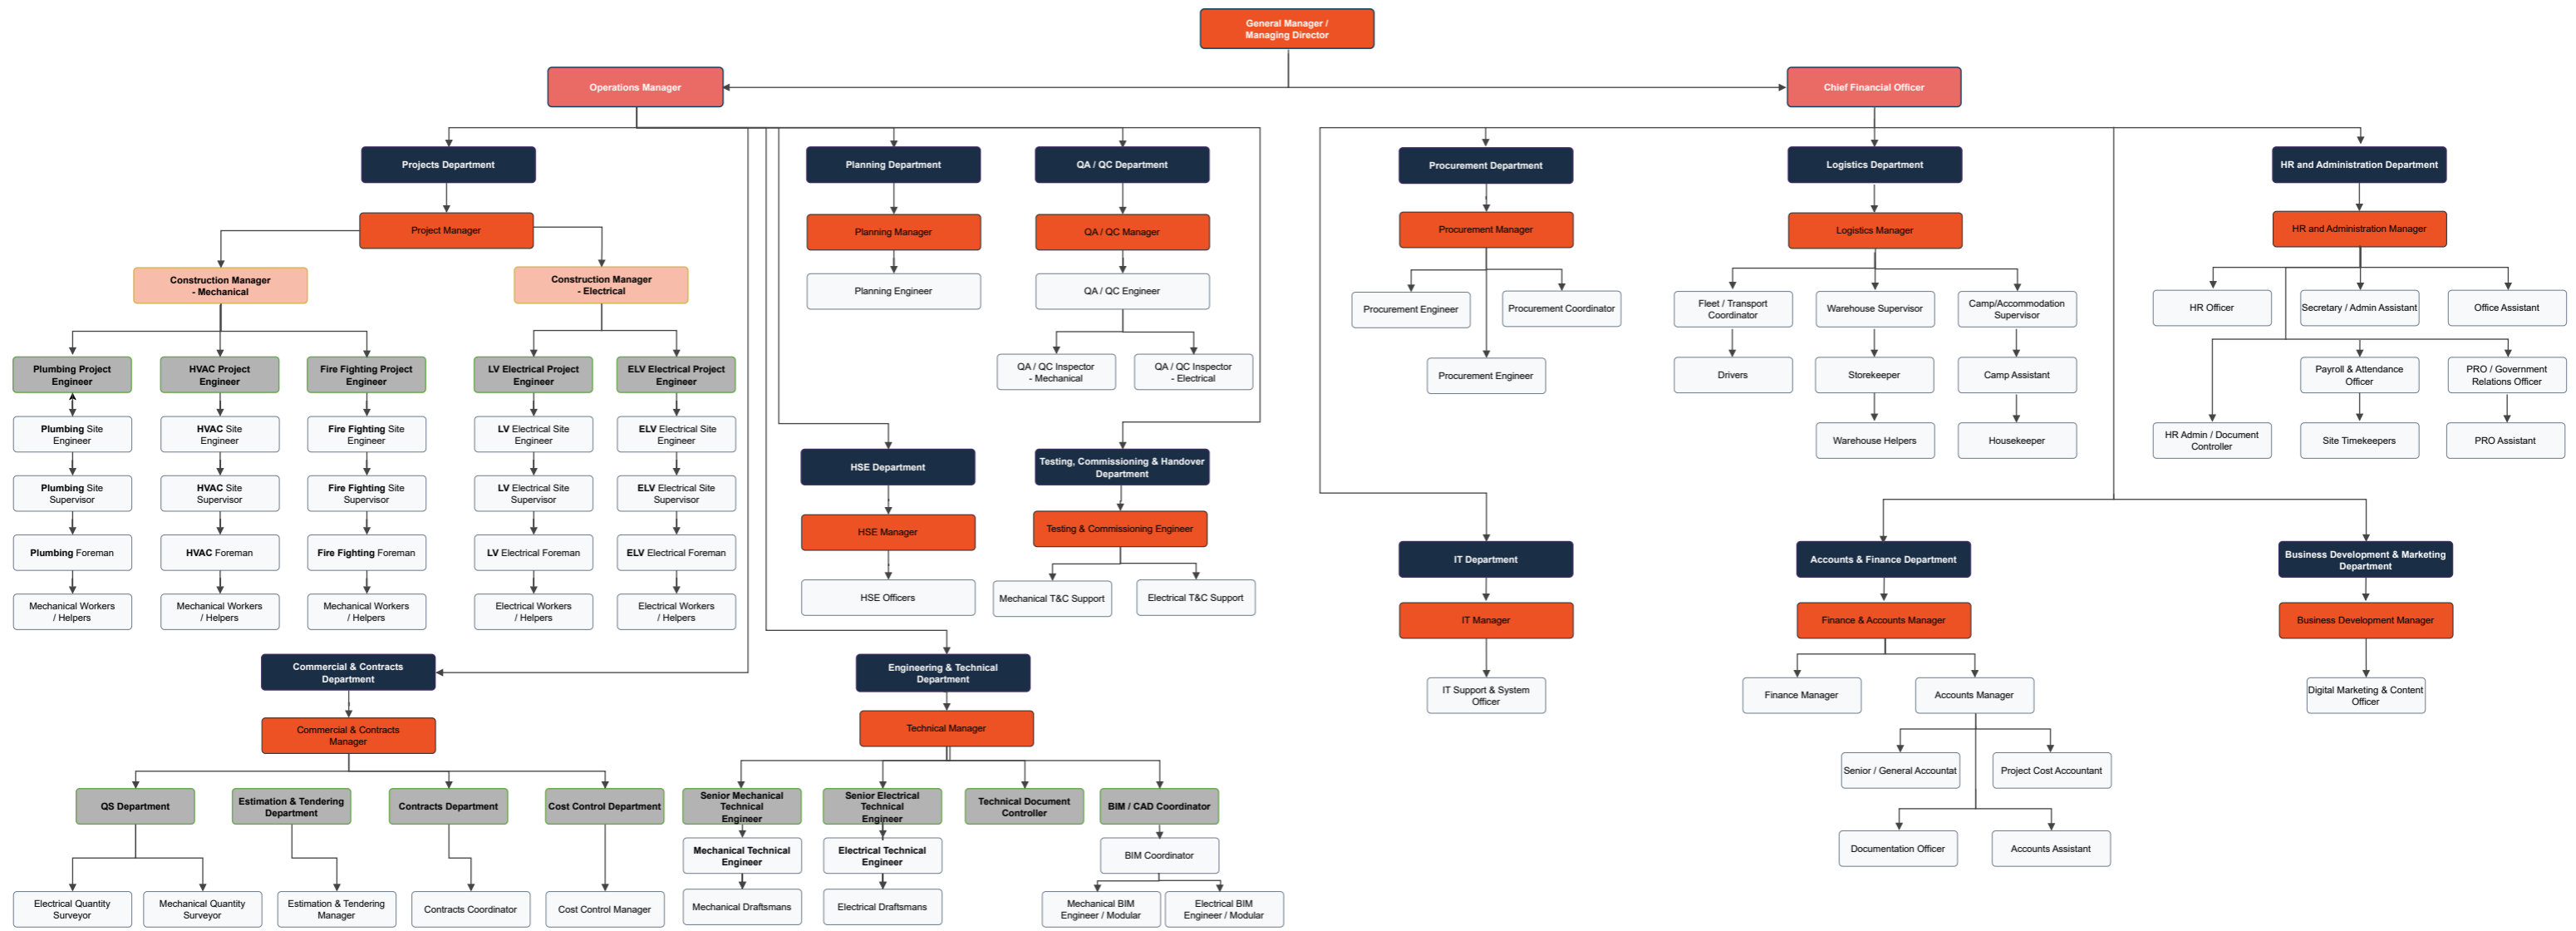 General Manager /
Managing Director
Operations Manager
Chief Financial Officer
Projects Department
Planning Department
QA / QC Department
Procurement Department
Logistics Department
HR and Administration Department
Project Manager
Planning Manager
QA / QC Manager
Procurement Manager
Logistics Manager
HR and Administration Manager
Construction Manager
- Mechanical
Construction Manager
- Electrical
Planning Engineer
QA / QC Engineer
Procurement Engineer
Procurement Coordinator
Fleet / Transport
Coordinator
Warehouse Supervisor
Camp/Accommodation
Supervisor
HR Officer
Secretary / Admin Assistant
Office Assistant
Plumbing Project
Engineer
HVAC Project
Engineer
Fire Fighting Project
Engineer
LV Electrical Project
Engineer
ELV Electrical Project
Engineer
QA / QC Inspector
- Mechanical
QA / QC Inspector
- Electrical
Procurement Engineer
Drivers
Storekeeper
Camp Assistant
Payroll & Attendance
Officer
PRO / Government
Relations Officer
Plumbing Site
Engineer
HVAC Site
Engineer
Fire Fighting Site
Engineer
LV Electrical Site
Engineer
ELV Electrical Site
Engineer
Warehouse Helpers
Housekeeper
HR Admin / Document
Controller
Site Timekeepers
PRO Assistant
HSE Department
Testing, Commissioning & Handover
Department
Plumbing Site
Supervisor
HVAC Site
Supervisor
Fire Fighting Site
Supervisor
LV Electrical Site
Supervisor
ELV Electrical Site
Supervisor
HSE Manager
Testing & Commissioning Engineer
Plumbing Foreman
HVAC Foreman
Fire Fighting Foreman
LV Electrical Foreman
ELV Electrical Foreman
IT Department
Accounts & Finance Department
Business Development & Marketing
Department
HSE Officers
Mechanical T&C Support
Electrical T&C Support
Mechanical Workers
/ Helpers
Mechanical Workers
/ Helpers
Mechanical Workers
/ Helpers
Electrical Workers
/ Helpers
Electrical Workers
/ Helpers
IT Manager
Finance & Accounts Manager
Business Development Manager
Commercial & Contracts
Department
Engineering & Technical
Department
IT Support & System
Officer
Finance Manager
Accounts Manager
Digital Marketing & Content
Officer
Commercial & Contracts
Manager
Technical Manager
Senior / General Accountat
Project Cost Accountant
QS Department
Estimation & Tendering
Department
Contracts Department
Cost Control Department
Senior Mechanical
Technical
Engineer
Senior Electrical
Technical
Engineer
Technical Document
Controller
BIM / CAD Coordinator
Mechanical Technical
Engineer
Electrical Technical
Engineer
BIM Coordinator
Documentation Officer
Accounts Assistant
Electrical Quantity
Surveyor
Mechanical Quantity
Surveyor
Estimation & Tendering
Manager
Contracts Coordinator
Cost Control Manager
Mechanical Draftsmans
Electrical Draftsmans
Mechanical BIM
Engineer / Modular
Electrical BIM
Engineer / Modular